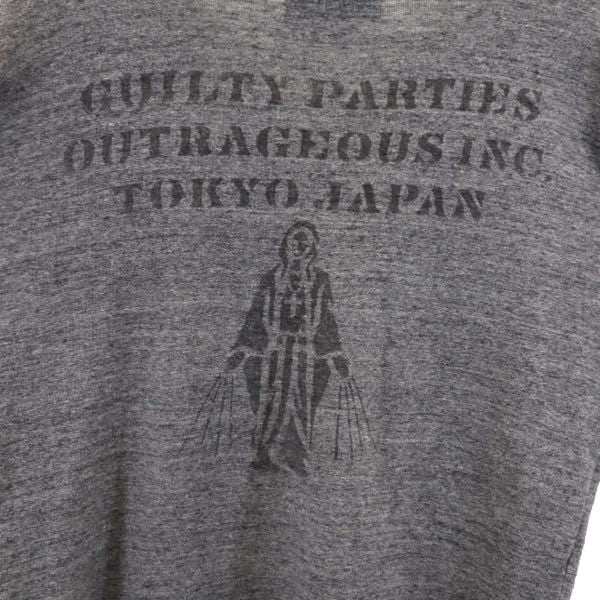 GUILTY PARTIES
OUTRAGEOUS INC.
TOKYO JAPAN